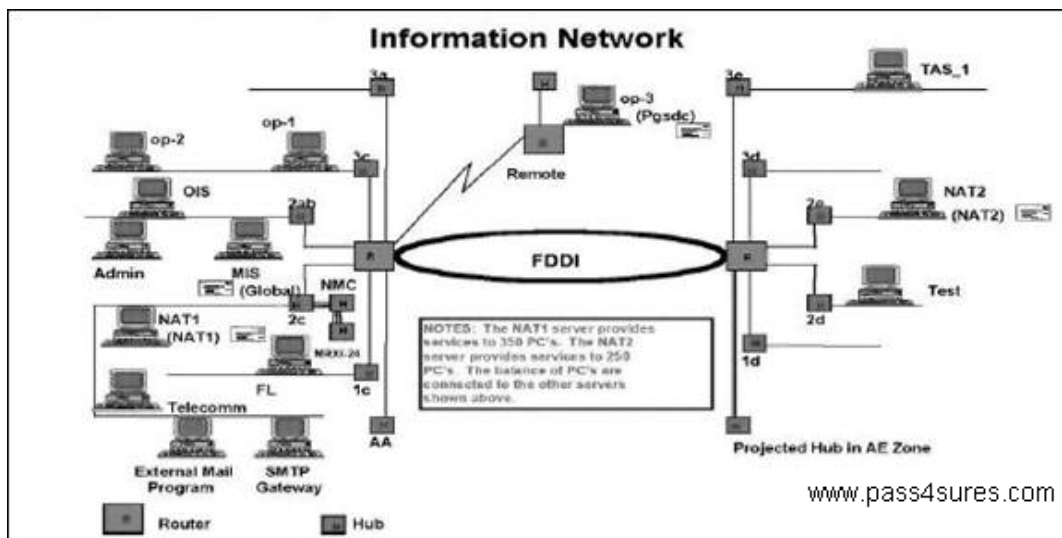 Information Network
3a
H
3e
TAS_1
op-3
(Pgsdc)
op-2
op-1
3c
Remote
3d
OIS
2ab
2e
NAT2
(NAT2)
Admin
MIS
(Global)
FDDI
NMC
2c
Test
2d
NAT1
(NAT1)
MRXI-24
NOTES: The NAT1 server provides
services to 350 PC's. The NAT2
server provides services to 250
PC's. The balance of PC's are
connected to the other servers
shown above.
1d
FL
1c
Telecomm
AA
External Mail
Program
SMTP
Gateway
Projected Hub in AE Zone
www.pass4sures.com
Router
Hub